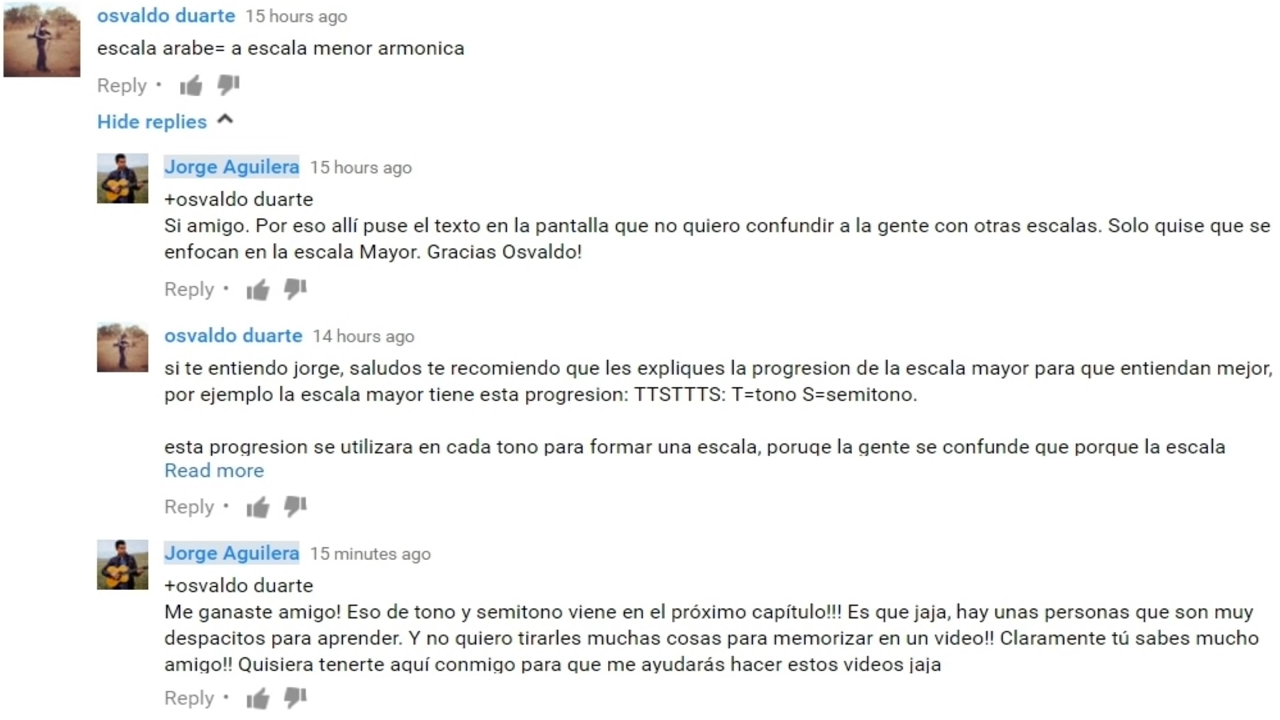 osvaldo duarte 15 hours ago
escala arabe= a escala menor armonica
Reply •
Hide replies
Jorge Aguilera 15 hours ago
+osvaldo duarte
Si amigo. Por eso allí puse el texto en la pantalla que no quiero confundir a la gente con otras escalas. Solo quise que se
enfocan en la escala Mayor. Gracias Osvaldo!
Reply •
osvaldo duarte 14 hours ago
si te entiendo jorge, saludos te recomiendo que les expliques la progresion de la escala mayor para que entiendan mejor,
por ejemplo la escala mayor tiene esta progresion: TTSTTTS: T=tono S=semitono.
esta progresion se utilizara en cada tono para formar una escala, poruqe la gente se confunde que porque la escala
Read more
Reply •
Jorge Aguilera 15 minutes ago
+osvaldo duarte
Me ganaste amigo! Eso de tono y semitono viene en el próximo capítulo!!! Es que jaja, hay unas personas que son muy
despacitos para aprender. Y no quiero tirarles muchas cosas para memorizar en un video!! Claramente tú sabes mucho
amigo!! Quisiera tenerte aquí conmigo para que me ayudarás hacer estos videos jaja
Reply •